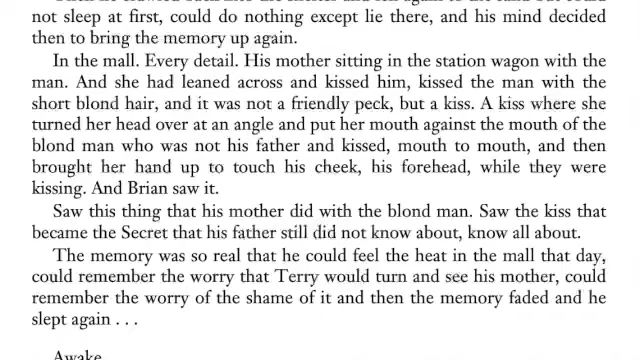 not sleep at first, could do nothing except lie there, and his mind decided
then to bring the memory up again.
In the mall. Every detail. His mother sitting in the station wagon with the
man. And she had leaned across and kissed him, kissed the man with the
short blond hair, and it was not a friendly peck, but a kiss. A kiss where she
turned her head over at an angle and put her mouth against the mouth of the
blond man who was not his father and kissed, mouth to mouth, and then
brought her hand up to touch his cheek, his forehead, while they were
kissing. And Brian saw it.
Saw this thing that his mother did with the blond man. Saw the kiss that
became the Secret that his father still did not know about, know all about.
The memory was so real that he could feel the heat in the mall that day,
could remember the worry that Terry would turn and see his mother, could
remember the worry of the shame of it and then the memory faded and he
slept again . . .
Awake